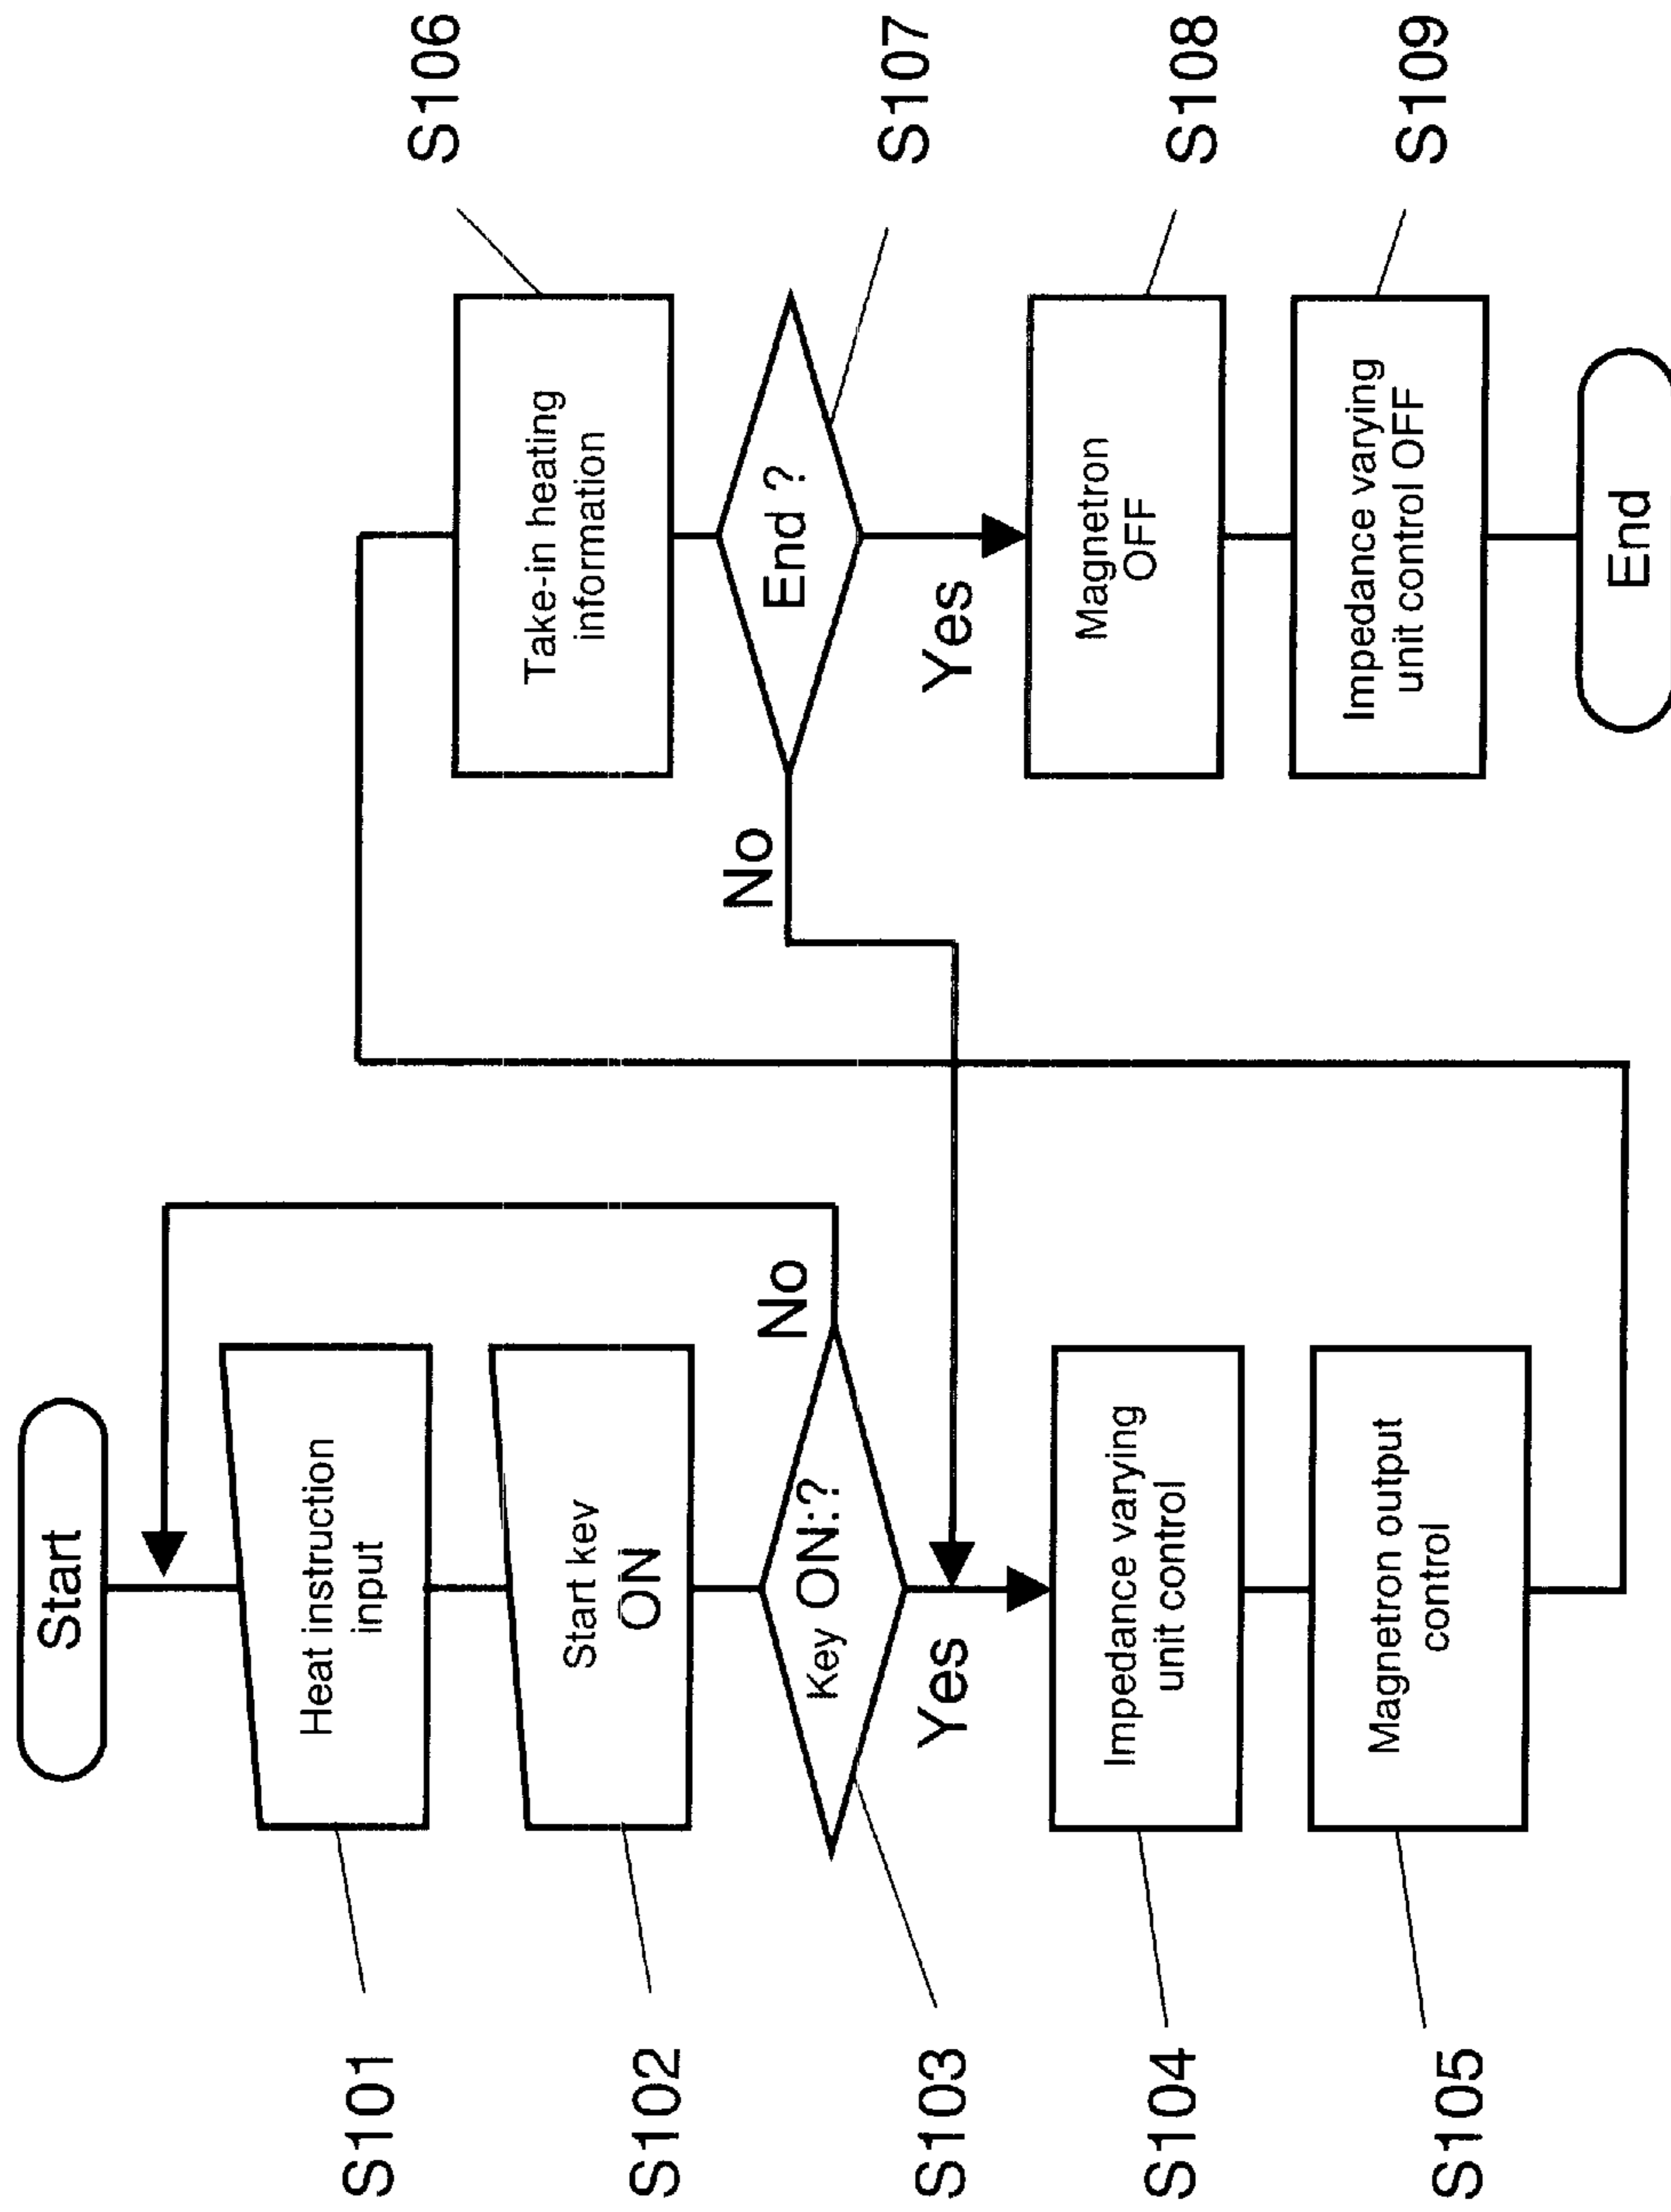 Start
S101
Heat instruction
input
S102
Start key
ON
S103
Key ON:?
No
Yes
S104
Impedance varying
unit control
S105
Magnetron output
control
S106
Take-in heating
information
S107
End ?
No
Yes
S108
Magnetron
OFF
S109
Impedance varying
unit control OFF
End